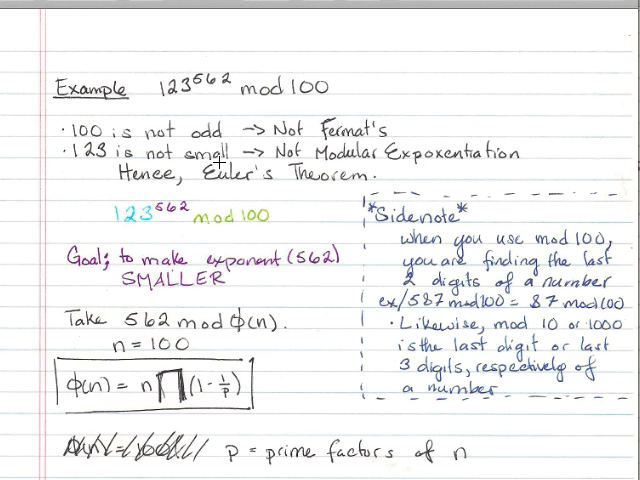 Example 123^562 mod 100
· 100 is not odd → Not Fermat's
· 123 is not small → Not Modular Expoxentiation
Hence, Euler's Theorem.
123^562 mod 100
Goal; to make exponent (562)
SMALLER
Take 562 mod φ(n).
n = 100
φ(n) = n∏(1-1/p)
p = prime factors of n
*Sidenote*
when you use mod 100,
you are finding the last
2 digits of a number
ex/ 587 mod 100 = 87 mod 100
· Likewise, mod 10 or 1000
is the last digit or last
3 digits, respectively of
a number